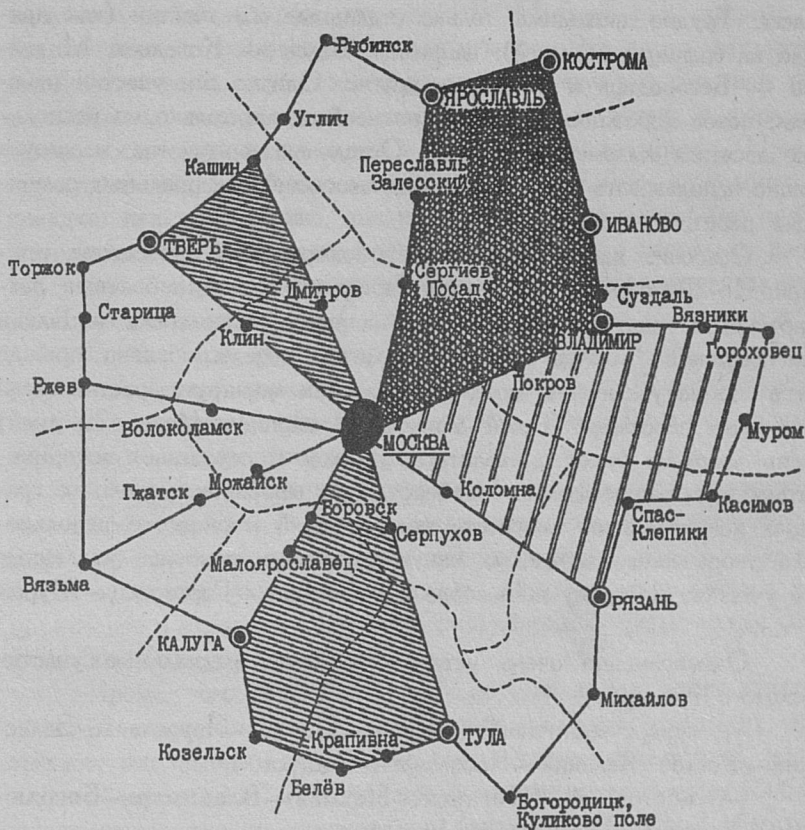 Рыбинск
КОСТРОМА
ЯРОСЛАВЛЬ
Углич
Кашин
Переславль
Залесский
ТВЕРЬ
ИВАНОВО
Торжок
Сергиев
Посад
Дмитров
Суздаль
Старица
Вязники
Клин
ВЛАДИМИР
Гороховец
Ржев
Покров
Волоколамск
МОСКВА
Муром
Можайск
Гжатск
Коломна
Касимов
Боровск
Спас-
Клепики
Серпухов
Малоярославец
Вязьма
РЯЗАНЬ
КАЛУГА
Михайлов
Козельск
Крапивна
ТУЛА
Белёв
Богородицк,
Куликово поле